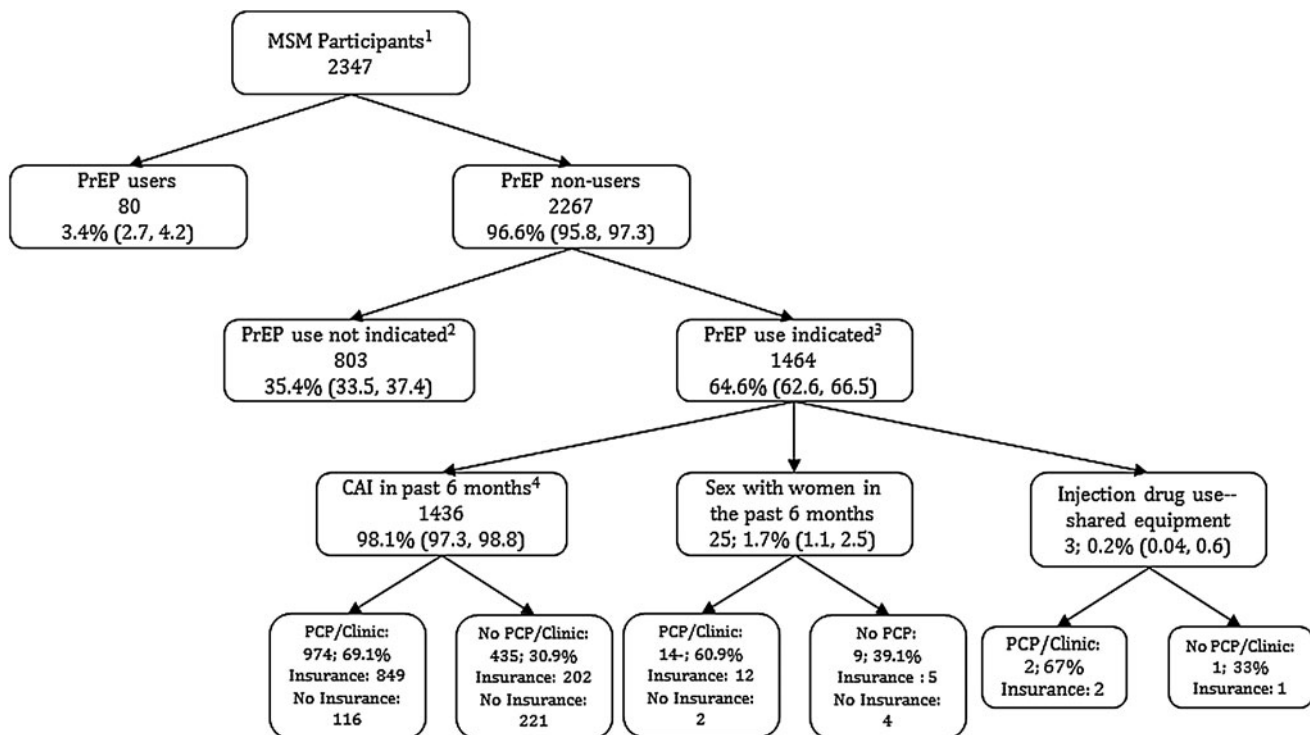 MSM Participants¹
2347
PrEP users
80
3.4% (2.7, 4.2)
PrEP non-users
2267
96.6% (95.8, 97.3)
PrEP use not indicated²
803
35.4% (33.5, 37.4)
PrEP use indicated³
1464
64.6% (62.6, 66.5)
CAI in past 6 months⁴
1436
98.1% (97.3, 98.8)
Sex with women in
the past 6 months
25; 1.7% (1.1, 2.5)
Injection drug use--
shared equipment
3; 0.2% (0.04, 0.6)
PCP/Clinic:
974; 69.1%
Insurance: 849
No Insurance:
116
No PCP/Clinic:
435; 30.9%
Insurance: 202
No Insurance:
221
PCP/Clinic:
14-; 60.9%
Insurance: 12
No Insurance:
2
No PCP:
9; 39.1%
Insurance : 5
No Insurance:
4
PCP/Clinic:
2; 67%
Insurance: 2
No PCP/Clinic:
1; 33%
Insurance: 1